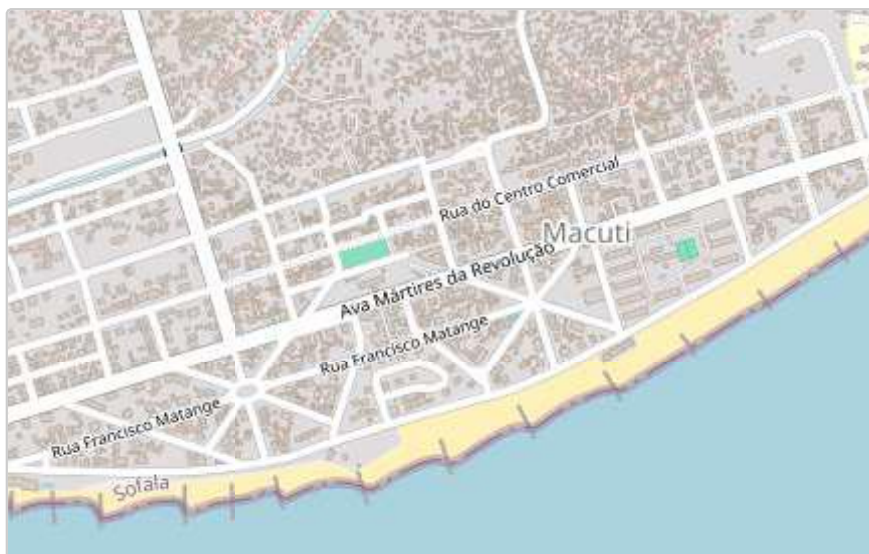 Rua do Centro Comercial
Macuti
Ava Mártires da Revolução
Rua Francisco Matange
Rua Francisco Matange
Sofala